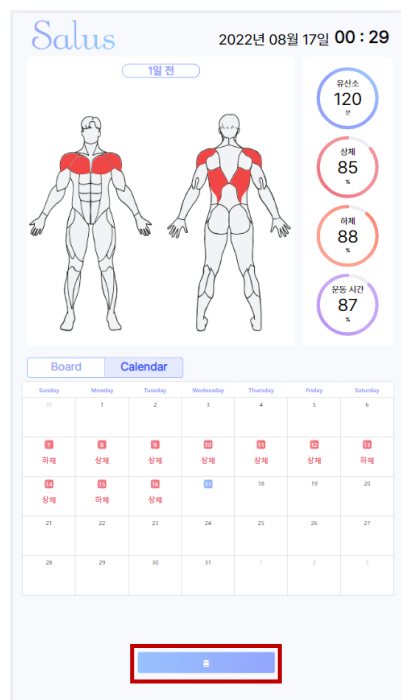 Salus
2022년 08월 17일 00 : 29
1일 전
유산소
120
분
상체
85
%
하체
88
%
운동 시간
87
%
Board Calendar
Sunday Monday Tuesday Wednesday Thursday Friday Saturday
31 1 2 3 4 5 6
7 8 9 10 11 12 13
하체 상체 상체 상체 상체 상체 하체
14 15 16 17 18 19 20
상체 하체 상체
21 22 23 24 25 26 27
28 29 30 31 1 2 3
홈